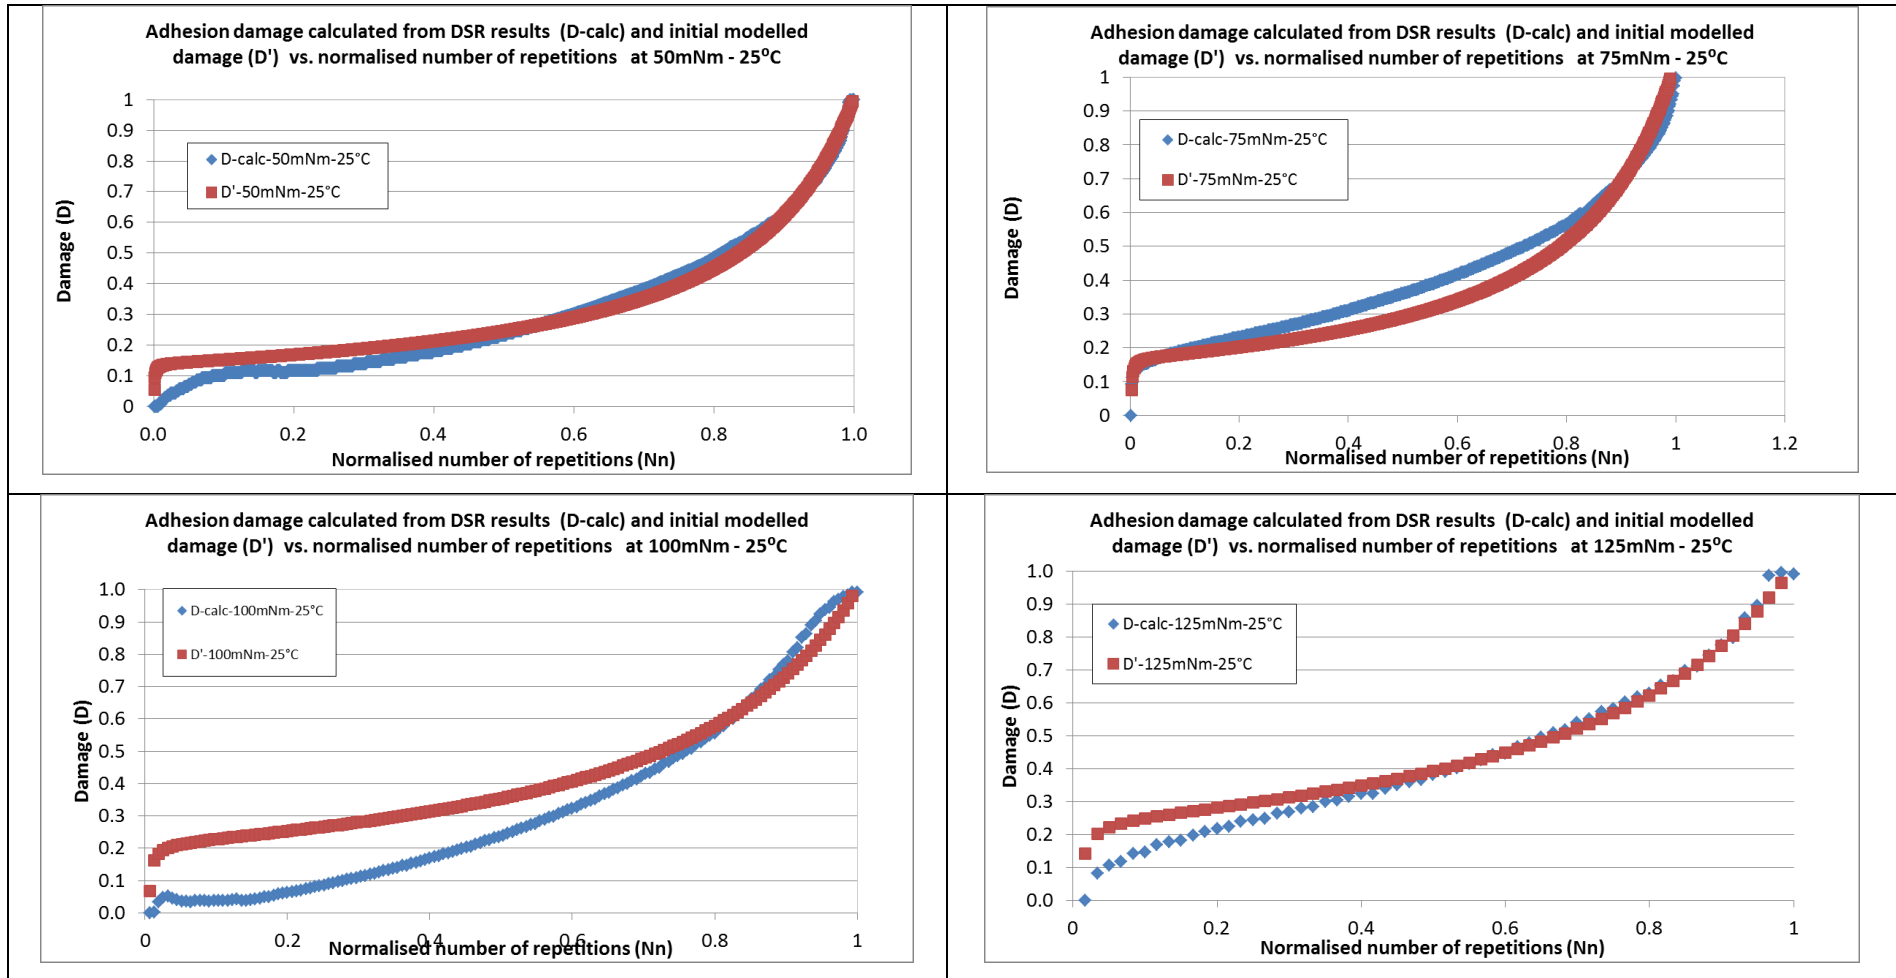 Adhesion damage calculated from DSR results (D-calc) and initial modelled
damage (D') vs. normalised number of repetitions at 50mNm - 25⁰C
1
0.9
0.8
0.7
0.6
0.5
0.4
0.3
0.2
0.1
0
Damage (D)
D-calc-50mNm-25°C
D'-50mNm-25°C
0.0 0.2 0.4 0.6 0.8 1.0
Normalised number of repetitions (Nn)
Adhesion damage calculated from DSR results (D-calc) and initial modelled
damage (D') vs. normalised number of repetitions at 75mNm - 25⁰C
1
0.9
0.8
0.7
0.6
0.5
0.4
0.3
0.2
0.1
0
Damage (D)
D-calc-75mNm-25°C
D'-75mNm-25°C
0 0.2 0.4 0.6 0.8 1 1.2
Normalised number of repetitions (Nn)
Adhesion damage calculated from DSR results (D-calc) and initial modelled
damage (D') vs. normalised number of repetitions at 100mNm - 25⁰C
1.0
0.9
0.8
0.7
0.6
0.5
0.4
0.3
0.2
0.1
0.0
Damage (D)
D-calc-100mNm-25°C
D'-100mNm-25°C
0 0.2 0.4 0.6 0.8 1
Normalised number of repetitions (Nn)
Adhesion damage calculated from DSR results (D-calc) and initial modelled
damage (D') vs. normalised number of repetitions at 125mNm - 25⁰C
1.0
0.9
0.8
0.7
0.6
0.5
0.4
0.3
0.2
0.1
0.0
Damage (D)
D-calc-125mNm-25°C
D'-125mNm-25°C
0 0.2 0.4 0.6 0.8 1
Normalised number of repetitions (Nn)